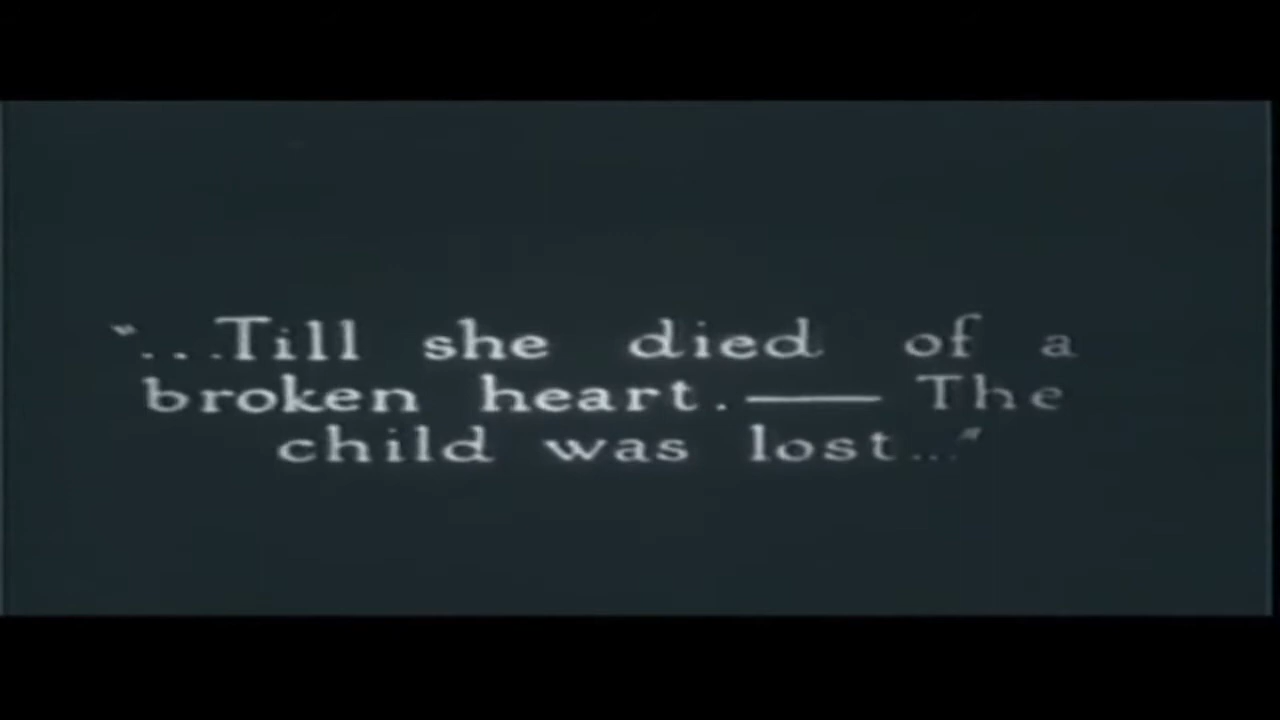 "...Till she died of a
broken heart.— The
child was lost..."